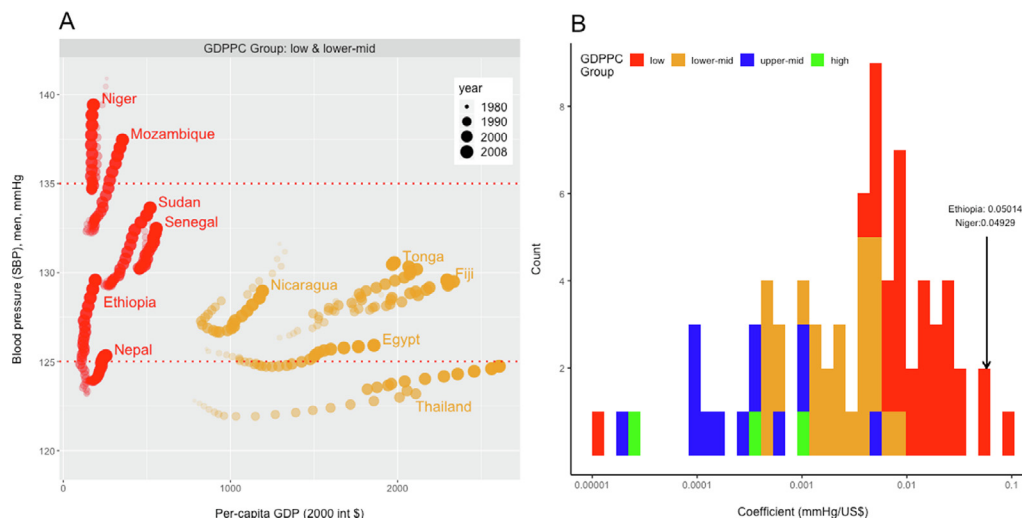 A
GDPPC Group: low & lower-mid
Blood pressure (SBP), men, mmHg
140
135
130
125
120
Niger
Mozambique
Sudan
Senegal
Ethiopia
Nepal
Nicaragua
Tonga
Fiji
Egypt
Thailand
year
1980
1990
2000
2008
0
1000
2000
Per-capita GDP (2000 int $)
B
GDPPC
Group
low
lower-mid
upper-mid
high
Count
8
6
4
2
Ethiopia: 0.05014
Niger:0.04929
0.00001
0.0001
0.001
0.01
0.1
Coefficient (mmHg/US$)